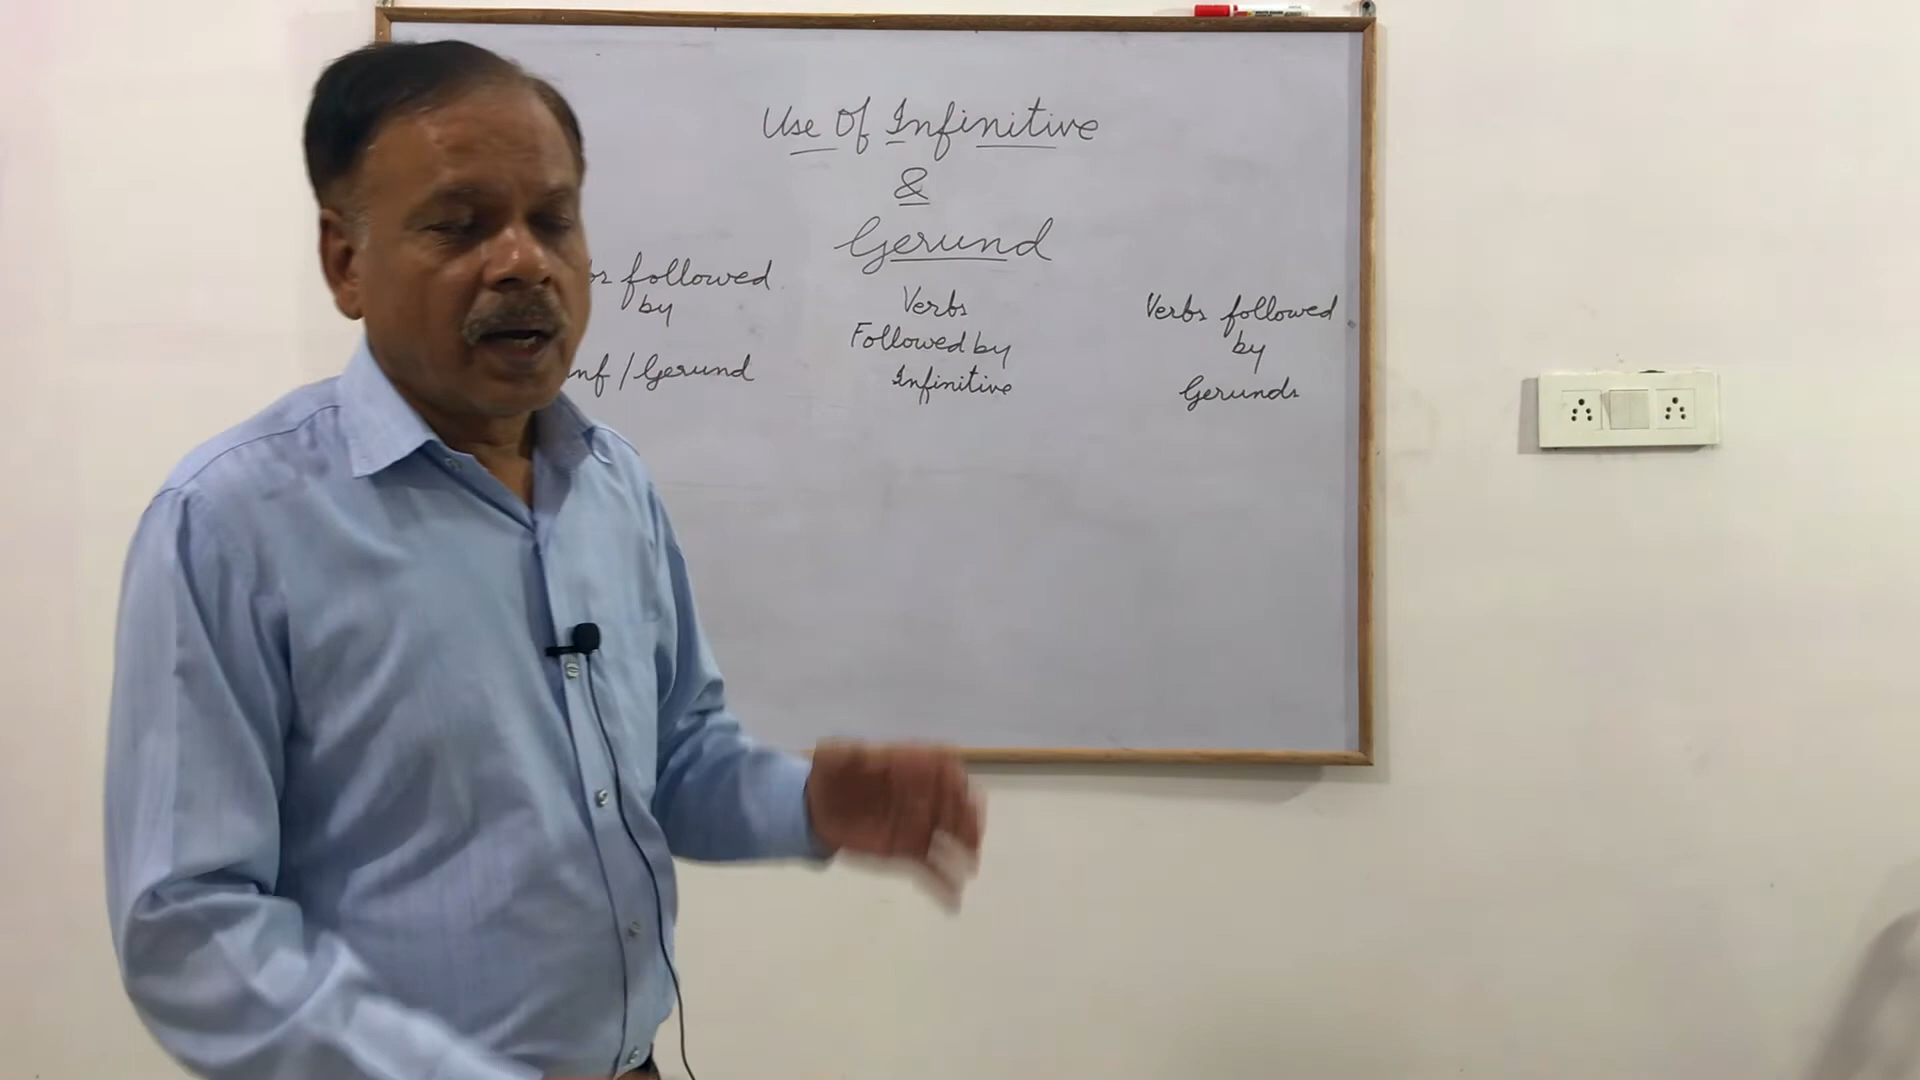 Use Of Infinitive
&
Gerund
followed
by
/ Gerund
Verbs
Followed by
Infinitive
Verbs followed
by
Gerunds